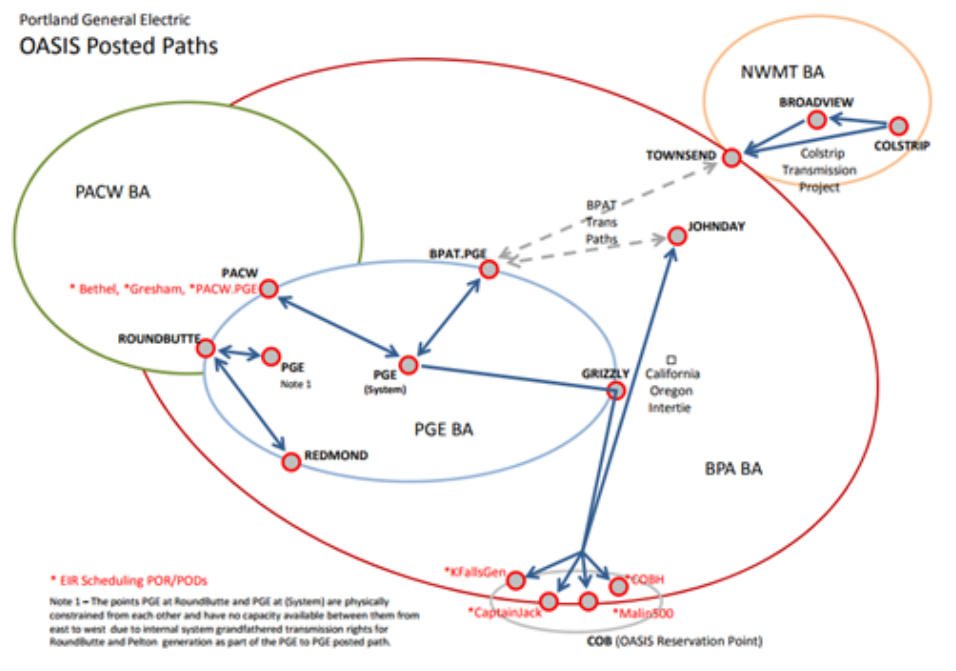 Portland General Electric
OASIS Posted Paths
NWMT BA
BROADVIEW
COLSTRIP
TOWNSEND
Colstrip
Transmission
Project
PACW BA
BPAT
Trans
Paths
JOHNDAY
BPAT.PGE
PACW
* Bethel, *Gresham, *PACW.PGE
ROUNDBUTTE
PGE
Note 1
PGE
(System)
GRIZZLY
California
Oregon
Intertie
PGE BA
REDMOND
BPA BA
*KFallsGen
*COBH
*CaptainJack
*Malin500
COB (OASIS Reservation Point)
* EIR Scheduling POR/PODs
Note 1 – The points PGE at RoundButte and PGE at (System) are physically
constrained from each other and have no capacity available between them from
east to west due to internal system grandfathered transmission rights for
RoundButte and Pelton generation as part of the PGE to PGE posted path.